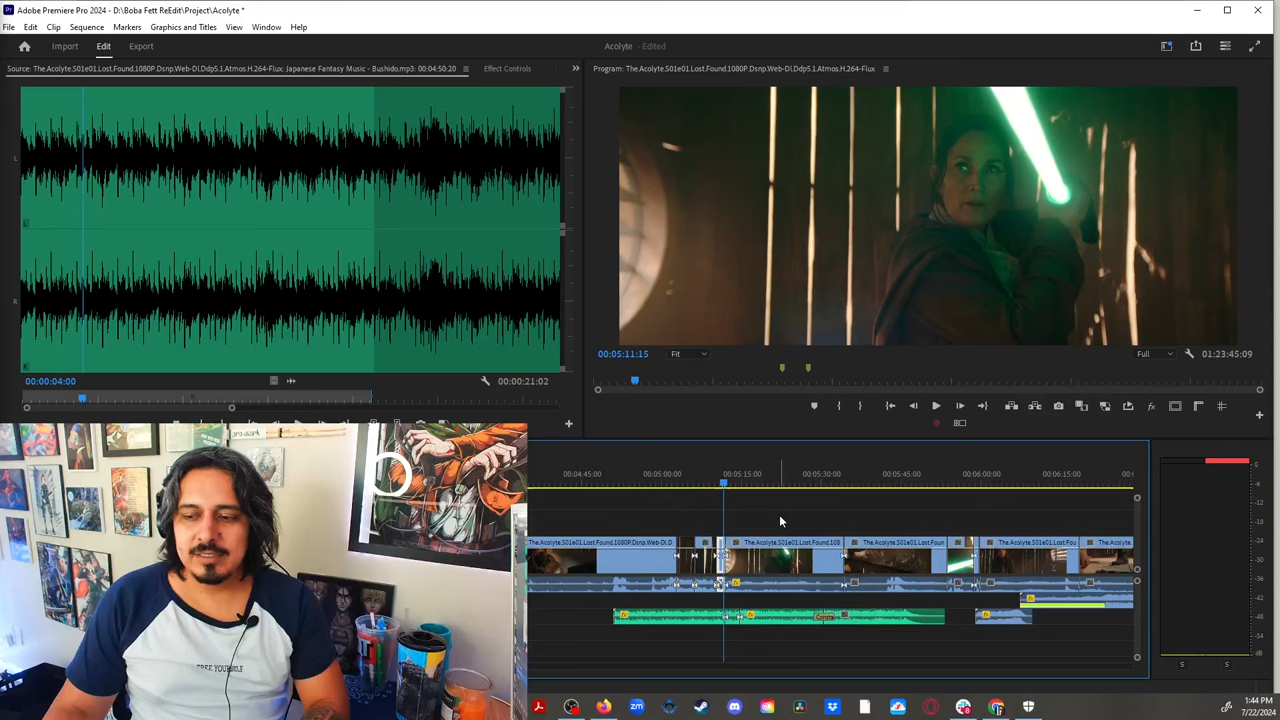 Adobe Premiere Pro 2024 - D:\Boba Fett ReEdit\Project\Acolyte *
File Edit Clip Sequence Markers Graphics and Titles View Window Help
Import Edit Export
Acolyte - Edited
Source: The.Acolyte.S01e01.Lost.Found.1080P.Dsnp.Web-Dl.Ddp5.1.Atmos.H.264-Flux: Japanese Fantasy Music - Bushido.mp3: 00:04:50:20
Effect Controls
Program: The.Acolyte.S01e01.Lost.Found.1080P.Dsnp.Web-Dl.Ddp5.1.Atmos.H.264-Flux
L
R
00:05:11:15
Fit
Full
01:23:45:09
00:00:04:00
00:00:21:02
00:04:45:00 00:05:00:00 00:05:15:00 00:05:30:00 00:05:45:00 00:06:00:00 00:06:15:00
The.Acolyte.S01e01.Lost.Found.1080P.Dsnp.Web-Dl.D
The.Acolyte.S01e01.Lost.Found.108
The.Acolyte.S01e01.Lost.Foun
The.Acolyte.S01e01.Lost.Fou
The.Acolyte.S01e01.Lost.
FREE YOURSELF
S S
1:44 PM
7/22/2024